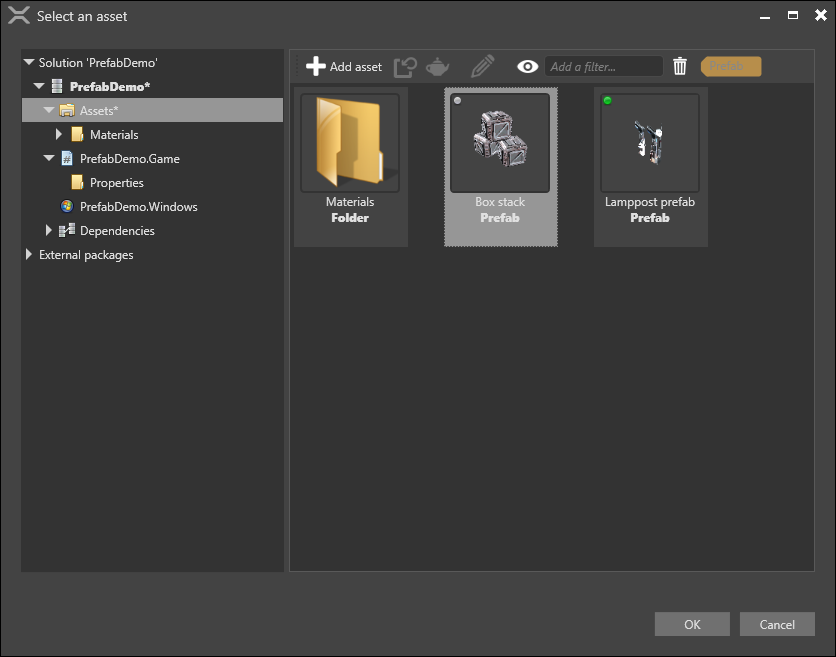 Select an asset
Solution 'PrefabDemo'
PrefabDemo*
Assets*
Materials
PrefabDemo.Game
Properties
PrefabDemo.Windows
Dependencies
External packages
Add asset
Add a filter...
Prefab
Materials
Folder
Box stack
Prefab
Lamppost prefab
Prefab
OK
Cancel